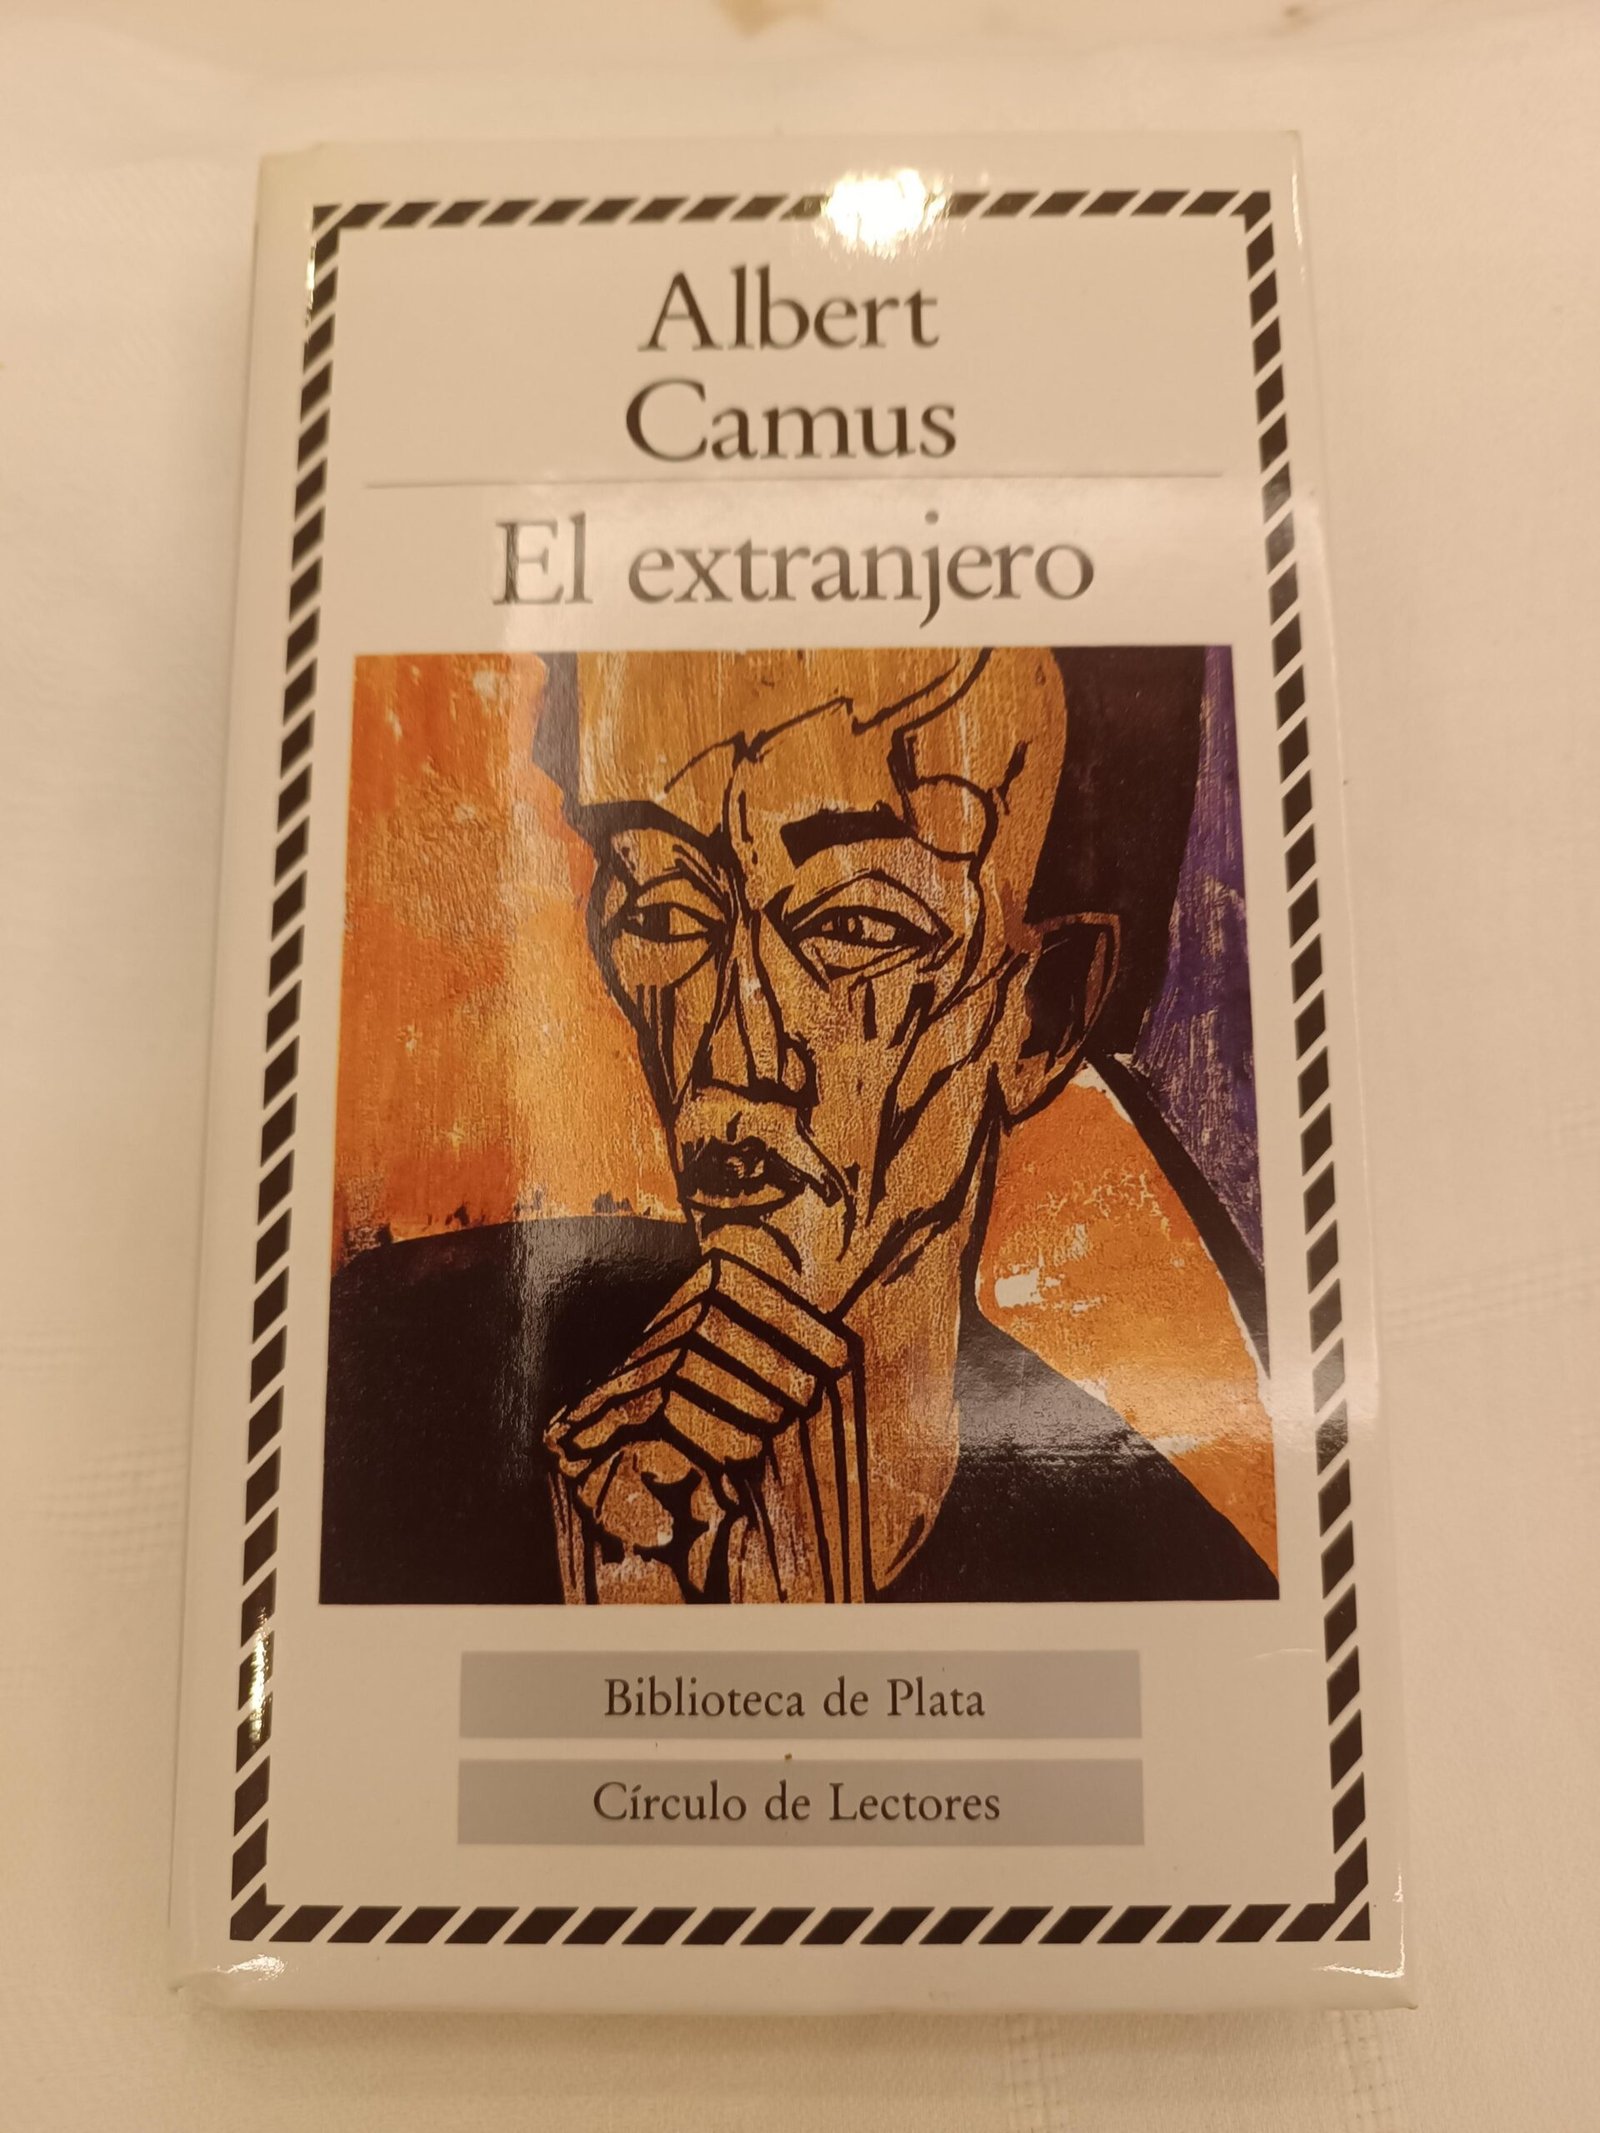 Albert
Camus
El extranjero
Biblioteca de Plata
Círculo de Lectores